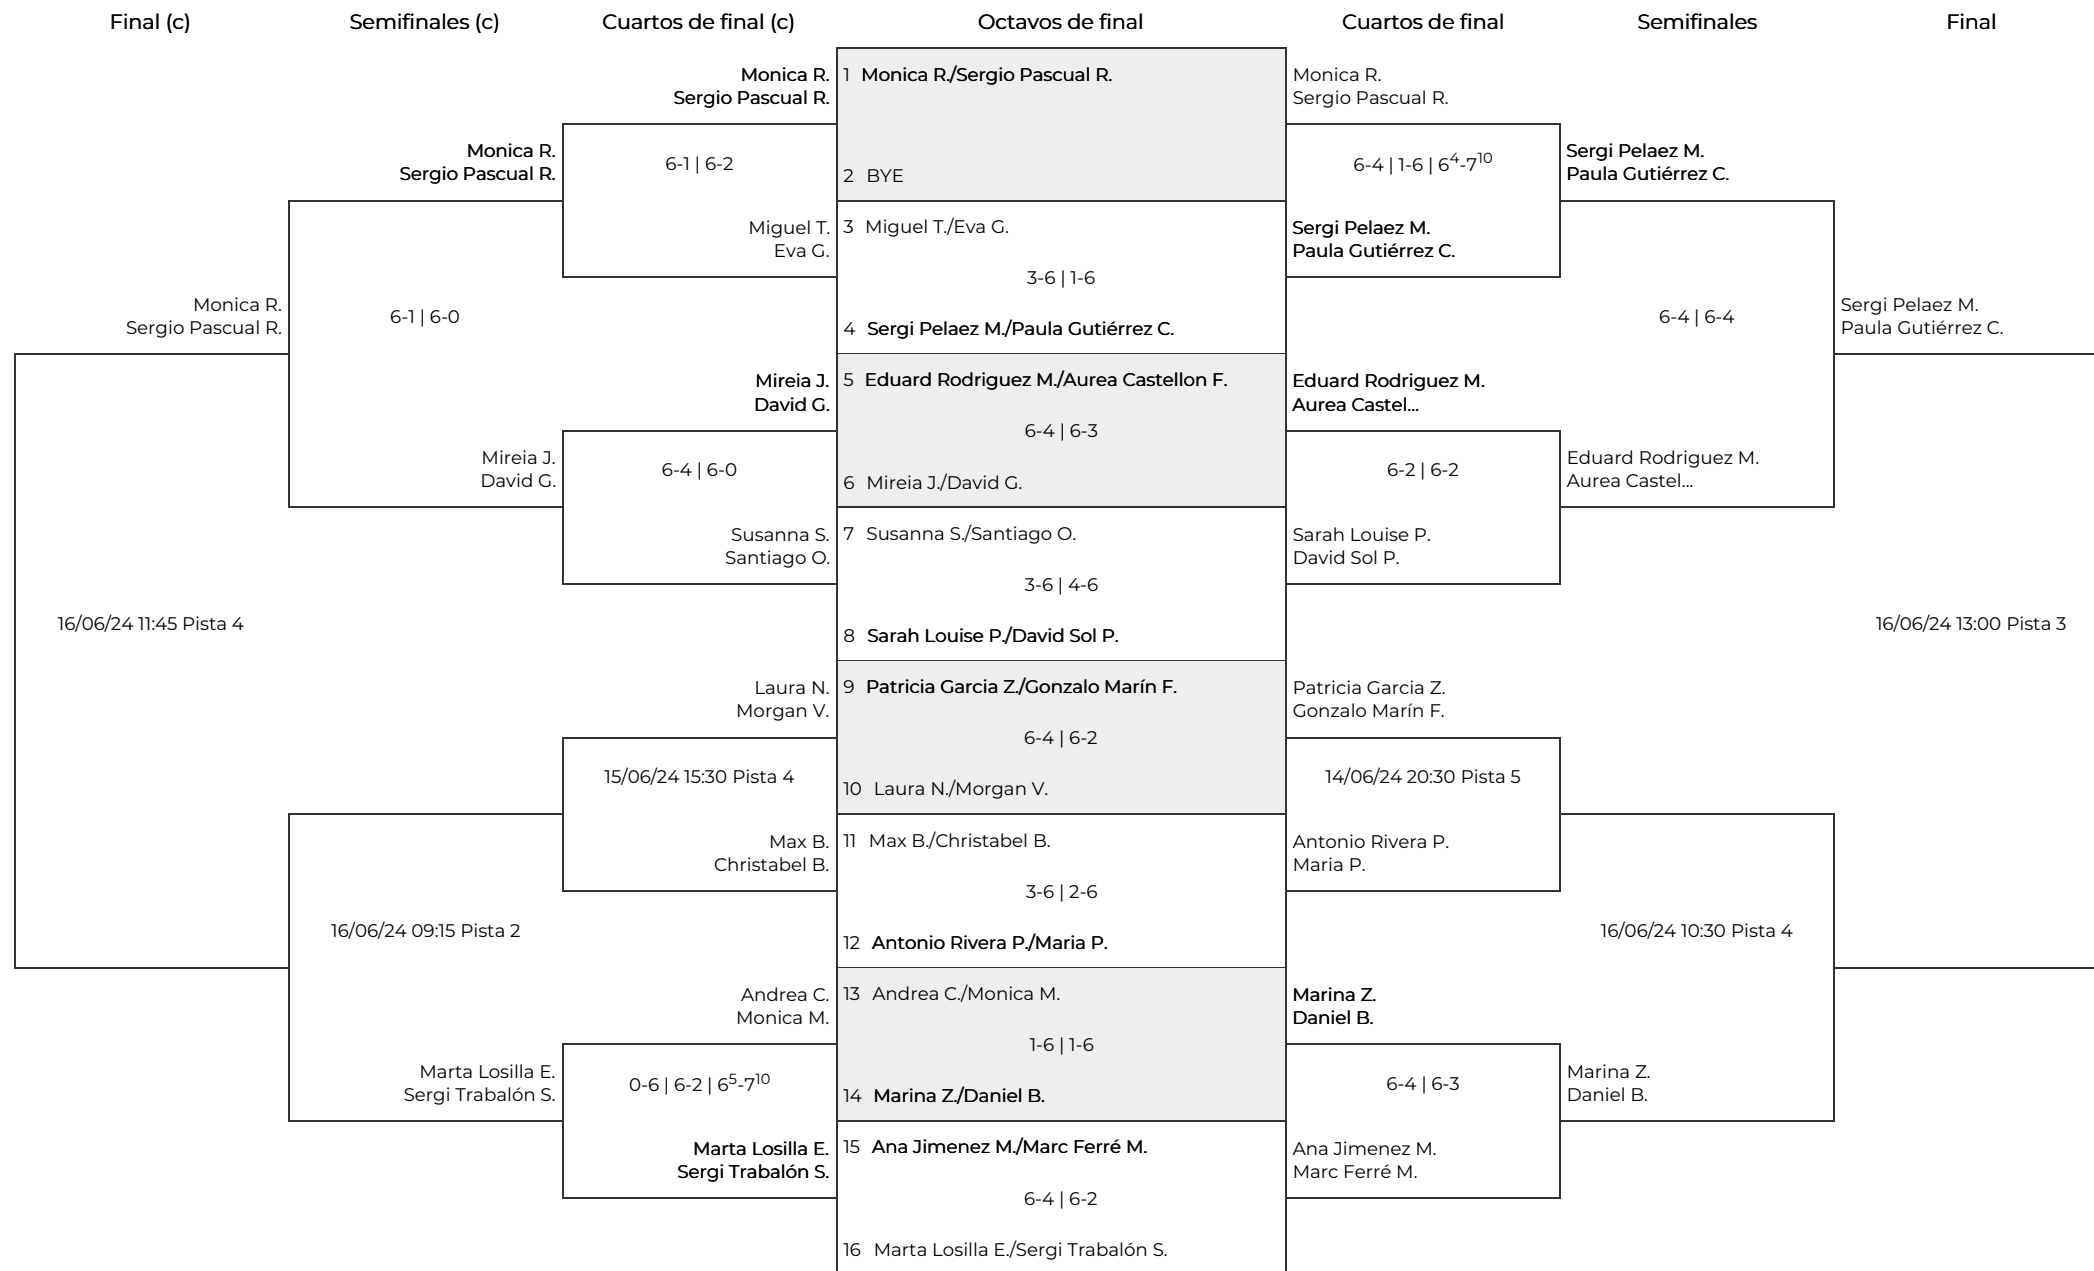 Final (c)
Semifinales (c)
Cuartos de final (c)
Octavos de final
Cuartos de final
Semifinales
Final
Monica R.
Sergio Pascual R.
16/06/24 11:45 Pista 4
Monica R.
Sergio Pascual R.
6-1 | 6-0
Mireia J.
David G.
16/06/24 09:15 Pista 2
Marta Losilla E.
Sergi Trabalón S.
Monica R.
Sergio Pascual R.
6-1 | 6-2
Miguel T.
Eva G.
Mireia J.
David G.
6-4 | 6-0
Susanna S.
Santiago O.
Laura N.
Morgan V.
15/06/24 15:30 Pista 4
Max B.
Christabel B.
Andrea C.
Monica M.
0-6 | 6-2 | 6⁵-7¹⁰
Marta Losilla E.
Sergi Trabalón S.
1 Monica R./Sergio Pascual R.
2 BYE
3 Miguel T./Eva G.
3-6 | 1-6
4 Sergi Pelaez M./Paula Gutiérrez C.
5 Eduard Rodriguez M./Aurea Castellon F.
6-4 | 6-3
6 Mireia J./David G.
7 Susanna S./Santiago O.
3-6 | 4-6
8 Sarah Louise P./David Sol P.
9 Patricia Garcia Z./Gonzalo Marín F.
6-4 | 6-2
10 Laura N./Morgan V.
11 Max B./Christabel B.
3-6 | 2-6
12 Antonio Rivera P./Maria P.
13 Andrea C./Monica M.
1-6 | 1-6
14 Marina Z./Daniel B.
15 Ana Jimenez M./Marc Ferré M.
6-4 | 6-2
16 Marta Losilla E./Sergi Trabalón S.
Monica R.
Sergio Pascual R.
6-4 | 1-6 | 6⁴-7¹⁰
Sergi Pelaez M.
Paula Gutiérrez C.
Eduard Rodriguez M.
Aurea Castel...
6-2 | 6-2
Sarah Louise P.
David Sol P.
Patricia Garcia Z.
Gonzalo Marín F.
14/06/24 20:30 Pista 5
Antonio Rivera P.
Maria P.
Marina Z.
Daniel B.
6-4 | 6-3
Ana Jimenez M.
Marc Ferré M.
Sergi Pelaez M.
Paula Gutiérrez C.
6-4 | 6-4
Eduard Rodriguez M.
Aurea Castel...
16/06/24 10:30 Pista 4
Marina Z.
Daniel B.
Sergi Pelaez M.
Paula Gutiérrez C.
16/06/24 13:00 Pista 3